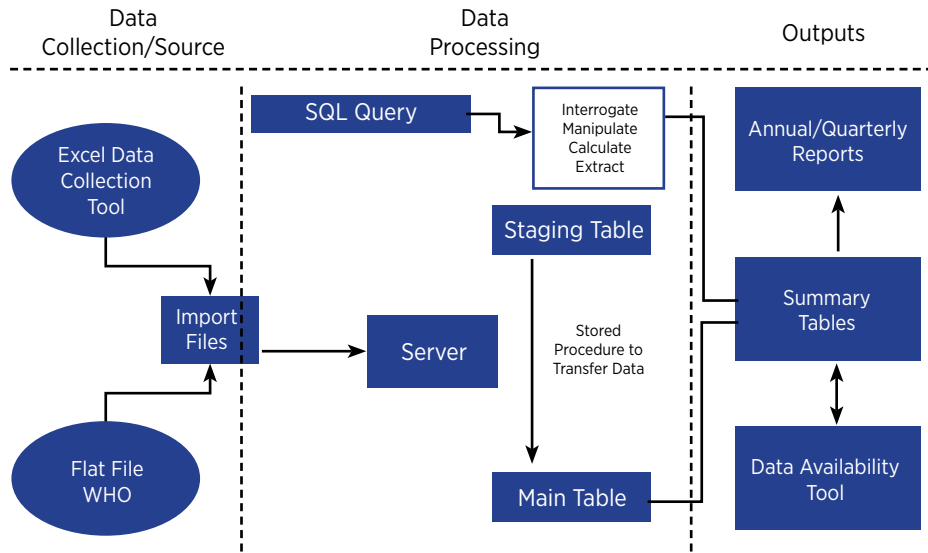 Data
Collection/Source
Data
Processing
Outputs
SQL Query
Interrogate
Manipulate
Calculate
Extract
Annual/Quarterly
Reports
Excel Data
Collection
Tool
Staging Table
Import
Files
Server
Stored
Procedure to
Transfer Data
Summary
Tables
Flat File
WHO
Main Table
Data Availability
Tool